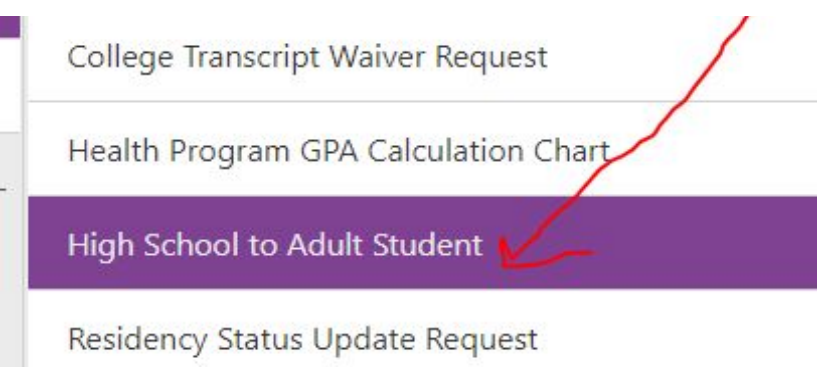 College Transcript Waiver Request
Health Program GPA Calculation Chart
High School to Adult Student
Residency Status Update Request